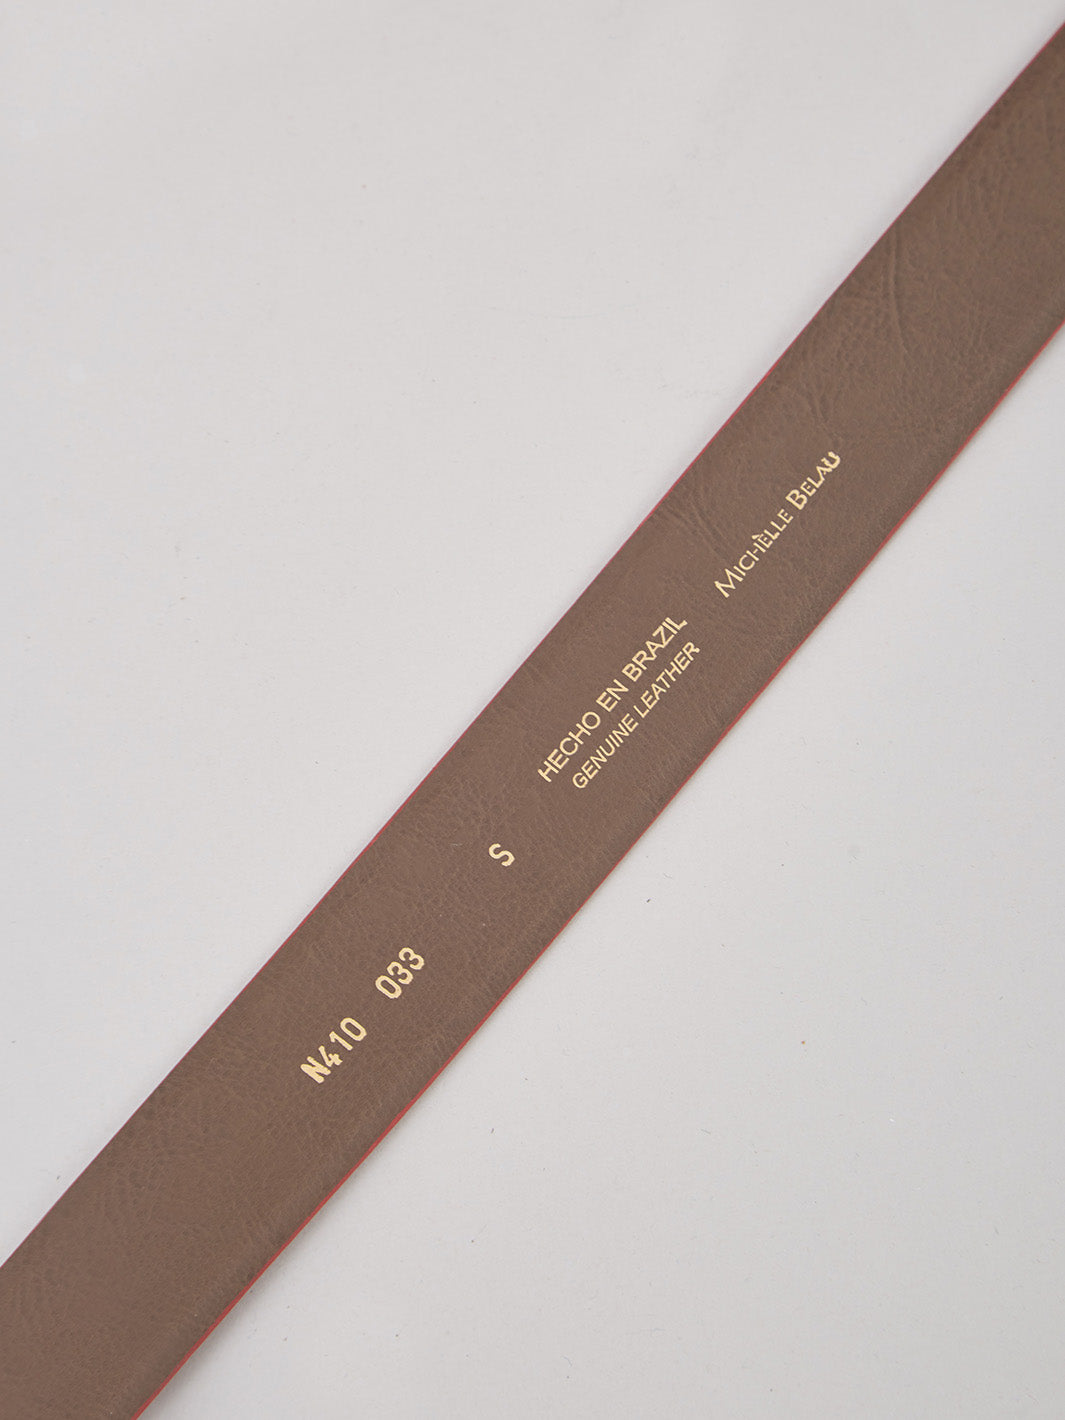 N410 033
S
HECHO EN BRAZIL
GENUINE LEATHER
MICHÈLLE BELAU